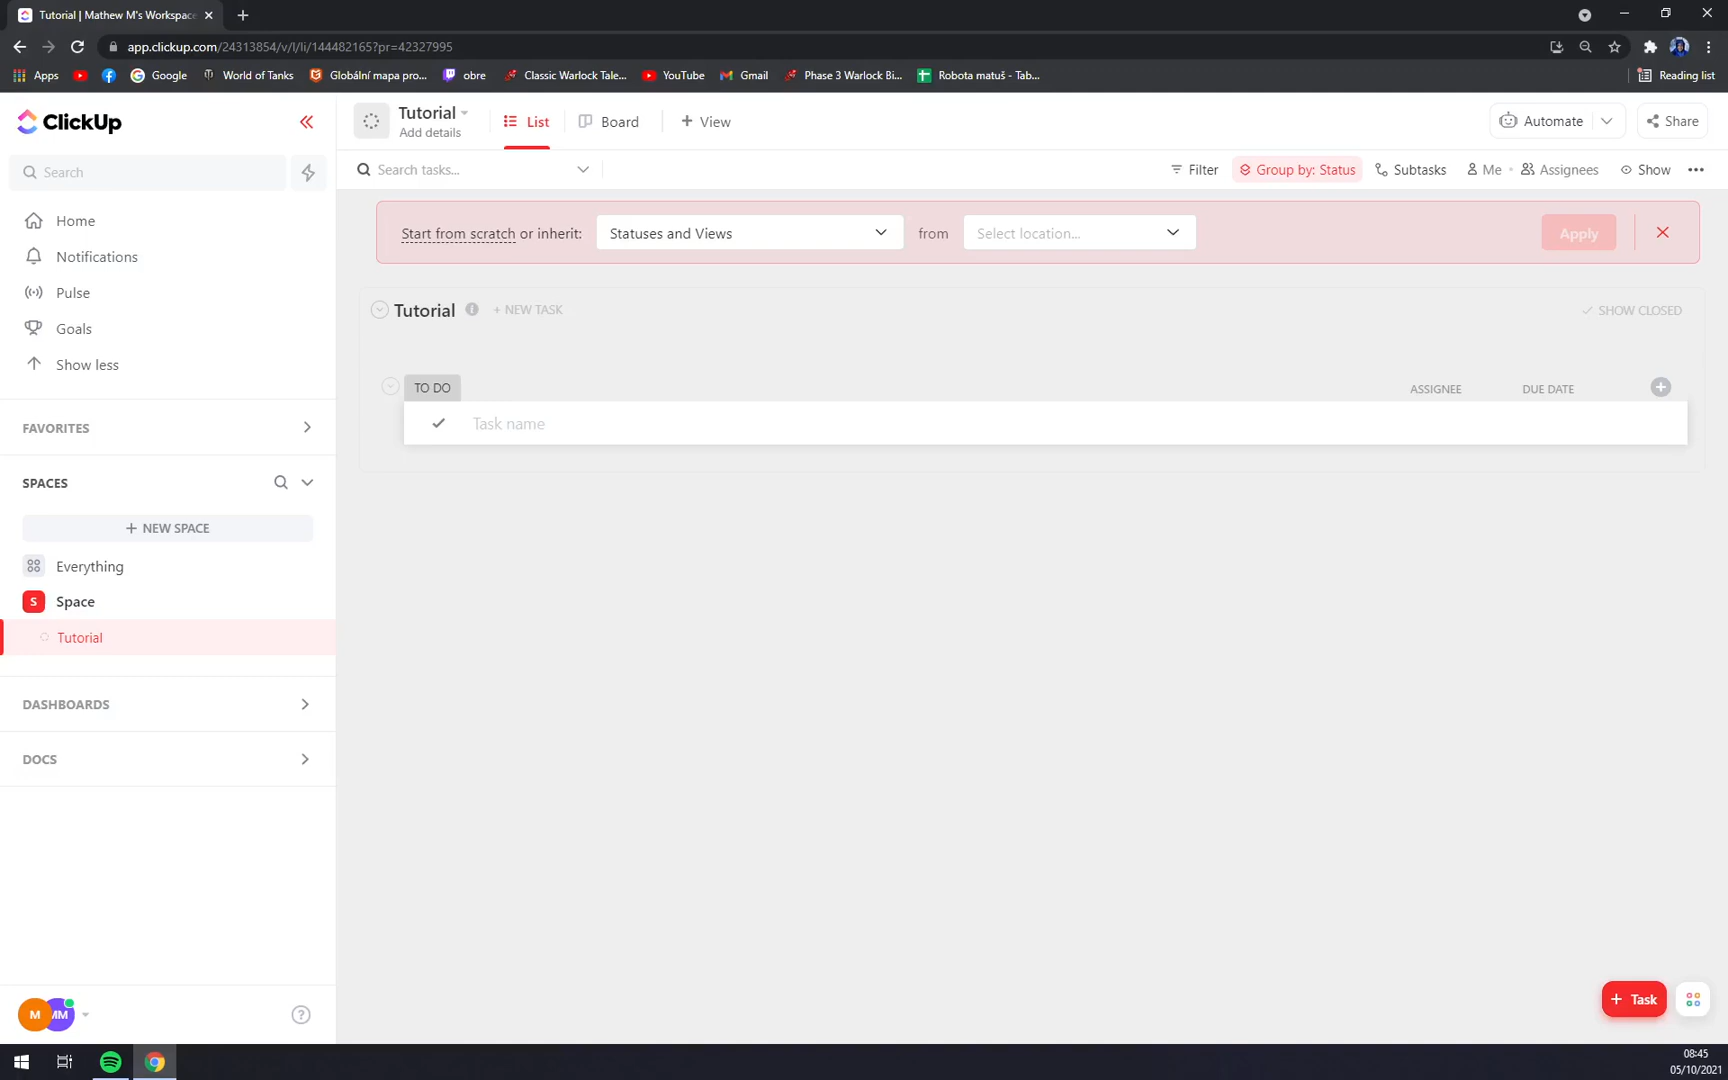 Tutorial | Mathew M's Workspace
app.clickup.com/24313854/v/l/li/144482165?pr=42327995
Apps
Google
World of Tanks
Globální mapa pro...
obre
Classic Warlock Tale...
YouTube
Gmail
Phase 3 Warlock Bi...
Robota matuš - Tab...
Reading list
ClickUp
Tutorial
Add details
List
Board
+ View
Automate
Share
Search
Search tasks...
Filter
Group by: Status
Subtasks
Me
Assignees
Show
Home
Notifications
Pulse
Goals
Show less
Start from scratch or inherit:
Statuses and Views
from
Select location...
Apply
Tutorial
+ NEW TASK
SHOW CLOSED
TO DO
ASSIGNEE
DUE DATE
Task name
FAVORITES
SPACES
+ NEW SPACE
Everything
S
Space
Tutorial
DASHBOARDS
DOCS
M
MM
+ Task
08:45
05/10/2021